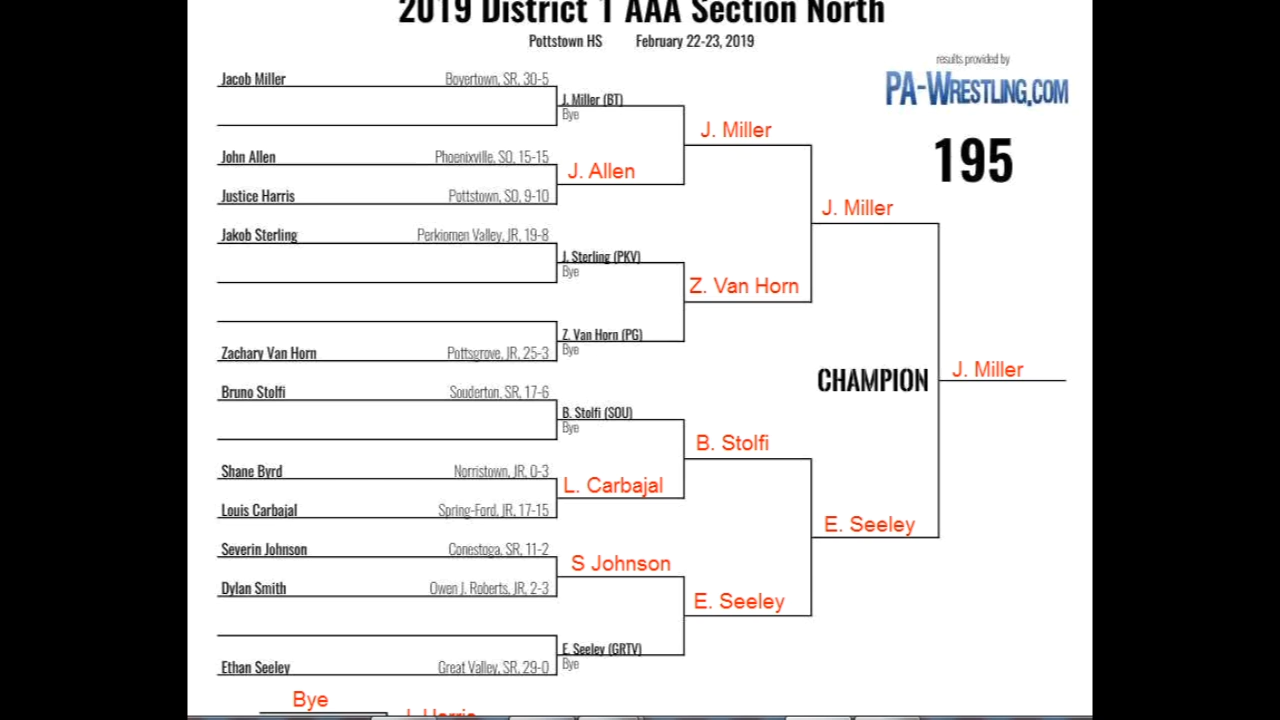 2019 District 1 AAA Section North
Pottstown HS February 22-23, 2019
results provided by
PA-WRESTLING.COM
195
Jacob Miller Boyertown, SR, 30-5
J. Miller (BT)
Bye
J. Miller
John Allen Phoenixville, SO, 15-15
J. Allen
Justice Harris Pottstown, SO, 9-10
J. Miller
Jakob Sterling Perkiomen Valley, JR, 19-8
J. Sterling (PKV)
Bye
Z. Van Horn
Z. Van Horn (PG)
Bye
Zachary Van Horn Pottsgrove, JR, 25-3
CHAMPION J. Miller
Bruno Stolfi Souderton, SR, 17-6
B. Stolfi (SOU)
Bye
B. Stolfi
Shane Byrd Norristown, JR, 0-3
L. Carbajal
Louis Carbajal Spring-Ford, JR, 17-15
E. Seeley
Severin Johnson Conestoga, SR, 11-2
S Johnson
Dylan Smith Owen J. Roberts, JR, 2-3
E. Seeley
E. Seeley (GRTV)
Bye
Ethan Seeley Great Valley, SR, 29-0
Bye
J. Harris